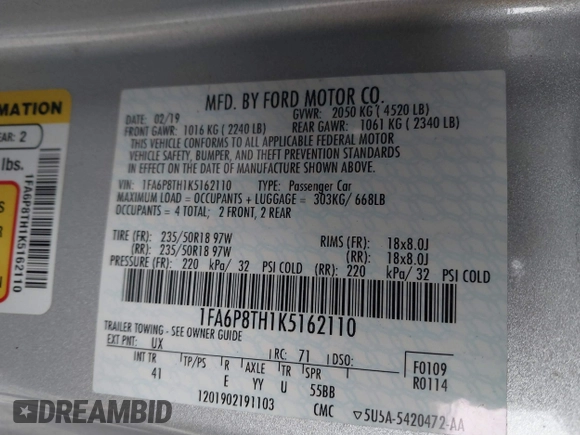 MFD. BY FORD MOTOR CO.
DATE: 02/19
GVWR: 2050 KG ( 4520 LB)
FRONT GAWR: 1016 KG ( 2240 LB)
REAR GAWR: 1061 KG ( 2340 LB)
THIS VEHICLE CONFORMS TO ALL APPLICABLE FEDERAL MOTOR
VEHICLE SAFETY, BUMPER, AND THEFT PREVENTION STANDARDS
IN EFFECT ON THE DATE OF MANUFACTURE SHOWN ABOVE.
VIN: 1FA6P8TH1K5162110 TYPE: Passenger Car
MAXIMUM LOAD = OCCUPANTS + LUGGAGE = 303KG/ 668LB
OCCUPANTS = 4 TOTAL; 2 FRONT, 2 REAR
TIRE (FR): 235/50R18 97W RIMS (FR): 18x8.0J
(RR): 235/50R18 97W (RR): 18x8.0J
PRESSURE (FR): 220 kPa/ 32 PSI COLD (RR): 220 kPa/ 32 PSI COLD
1FA6P8TH1K5162110
TRAILER TOWING - SEE OWNER GUIDE
EXT PNT: UX RC: 71 DSO: F0109
INT TR TP/PS R AXLE TR SPR R0114
41 E YY U 55BB
1201902191103 CMC ▽5U5A-5420472-AA
MATION
EAR: 2
lbs.
1FA6P8TH1K5162110
DREAMBID